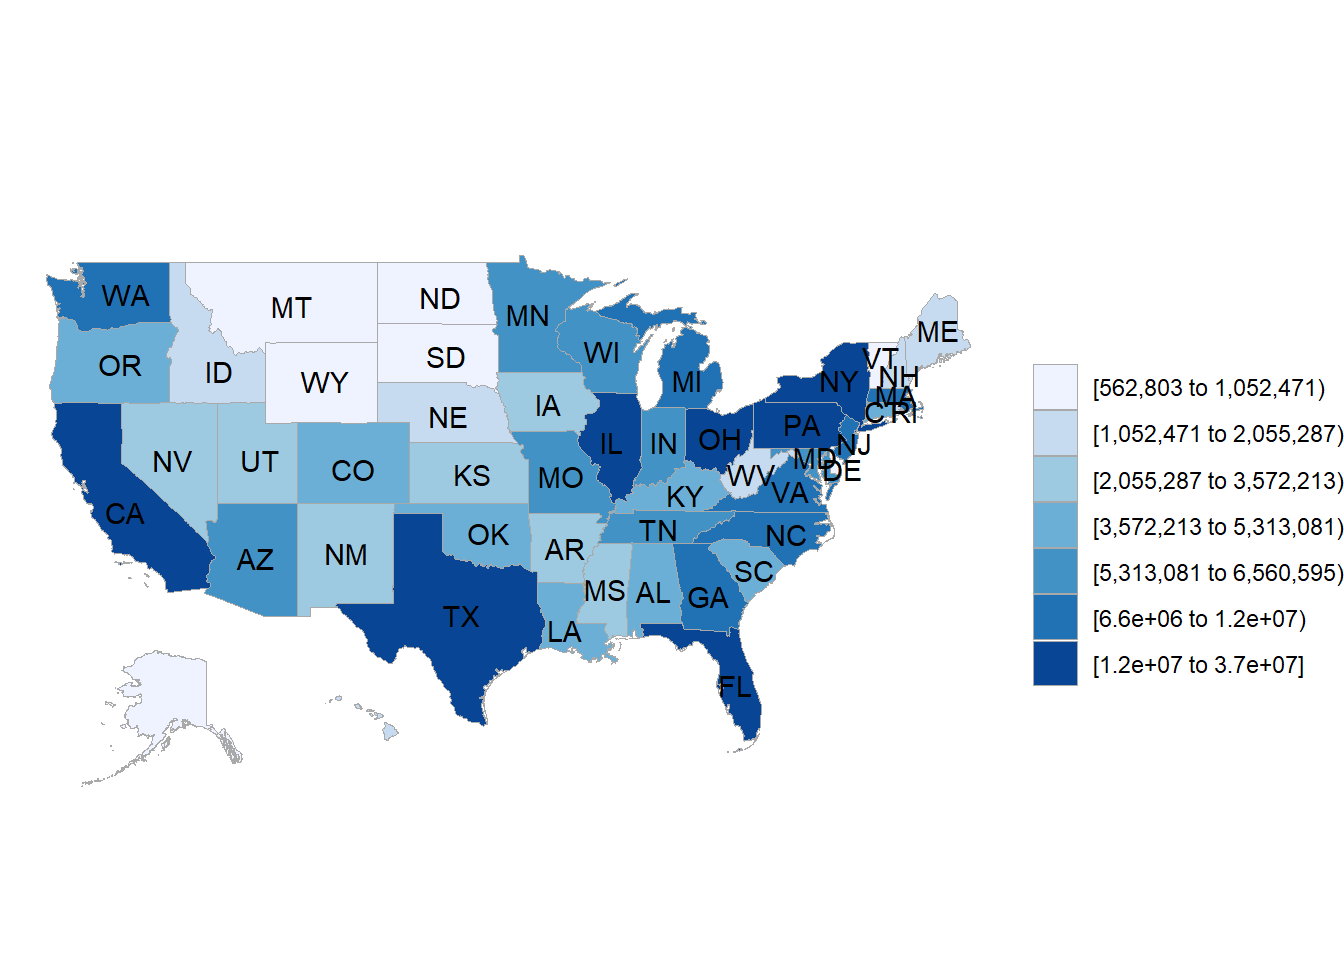 WA
MT
ND
MN
ME
VT
OR
ID
WY
SD
WI
MI
NY
NH
MA
CT
RI
NE
IA
NV
UT
CO
KS
MO
IL
IN
OH
PA
NJ
MD
DE
WV
VA
KY
CA
AZ
NM
OK
AR
TN
NC
SC
TX
LA
MS
AL
GA
FL
[562,803 to 1,052,471)
[1,052,471 to 2,055,287)
[2,055,287 to 3,572,213)
[3,572,213 to 5,313,081)
[5,313,081 to 6,560,595)
[6.6e+06 to 1.2e+07)
[1.2e+07 to 3.7e+07]